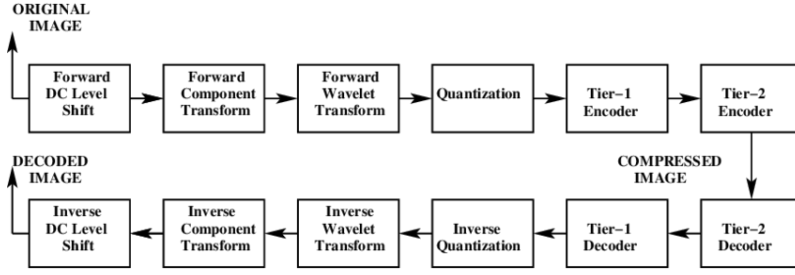 ORIGINAL
IMAGE
Forward
DC Level
Shift
Forward
Component
Transform
Forward
Wavelet
Transform
Quantization
Tier-1
Encoder
Tier-2
Encoder
DECODED
IMAGE
COMPRESSED
IMAGE
Inverse
DC Level
Shift
Inverse
Component
Transform
Inverse
Wavelet
Transform
Inverse
Quantization
Tier-1
Decoder
Tier-2
Decoder